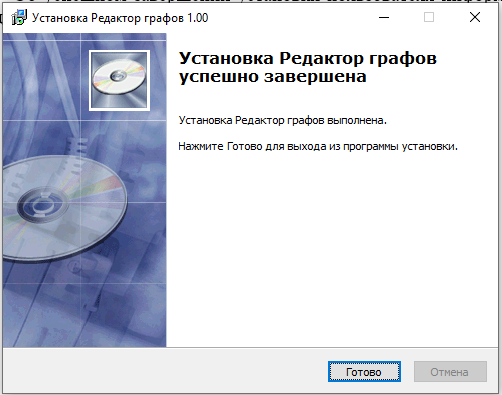 Установка Редактор графов 1.00
Установка Редактор графов
успешно завершена
Установка Редактор графов выполнена.
Нажмите Готово для выхода из программы установки.
Готово
Отмена